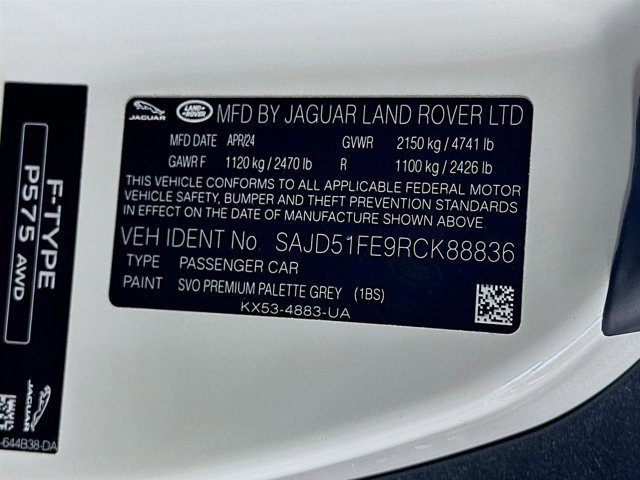 JAGUAR
LAND ROVER
MFD BY JAGUAR LAND ROVER LTD
MFD DATE APR/24 GVWR 2150 kg / 4741 lb
GAWR F 1120 kg / 2470 lb R 1100 kg / 2426 lb
THIS VEHICLE CONFORMS TO ALL APPLICABLE FEDERAL MOTOR
VEHICLE SAFETY, BUMPER AND THEFT PREVENTION STANDARDS
IN EFFECT ON THE DATE OF MANUFACTURE SHOWN ABOVE.
VEH IDENT No. SAJD51FE9RCK88836
TYPE PASSENGER CAR
PAINT SVO PREMIUM PALETTE GREY (1BS)
KX53-4883-UA
F-TYPE
P575 AWD
JAGUAR
-644B38-DA